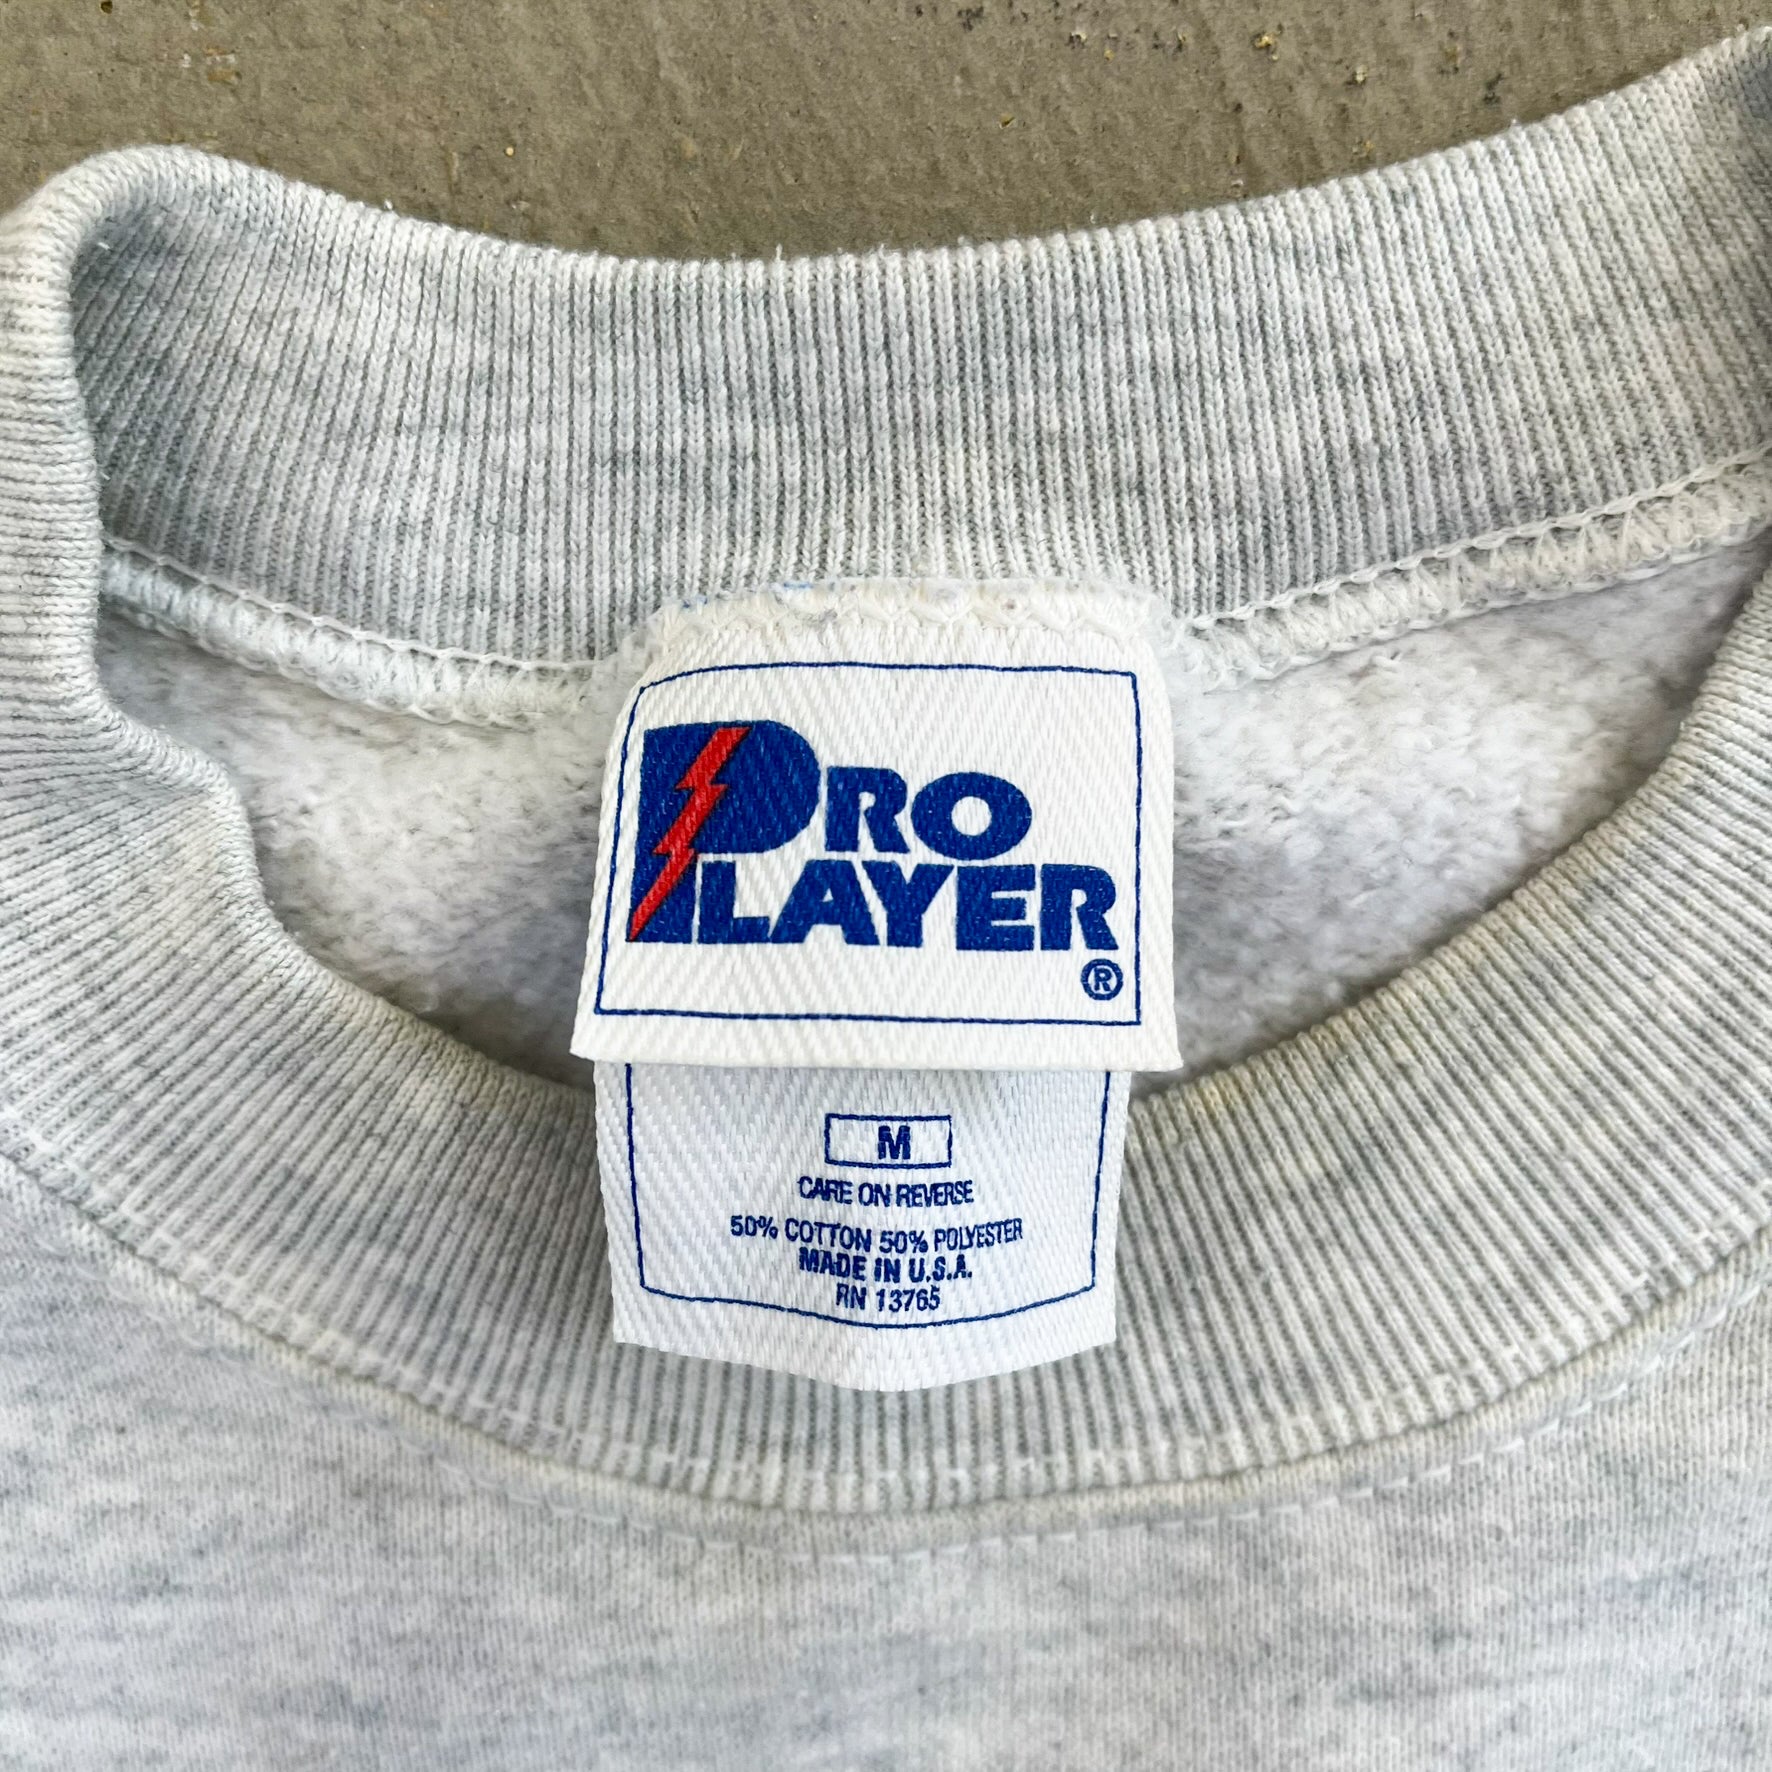 PRO
PLAYER
®
M
CARE ON REVERSE
50% COTTON 50% POLYESTER
MADE IN U.S.A.
RN 13765